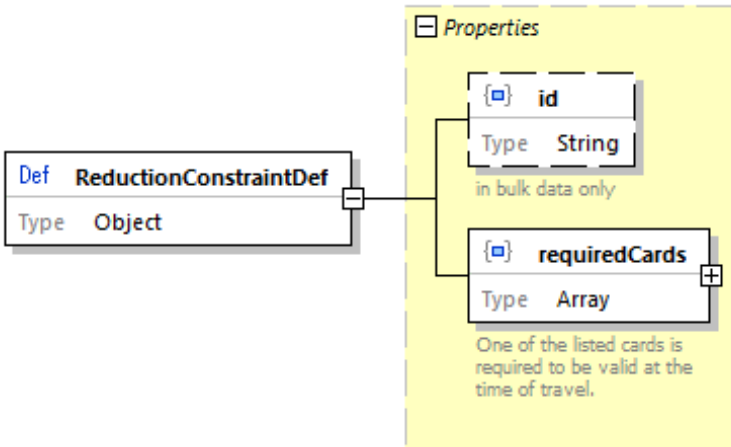 Properties
{} id
Type String
in bulk data only
Def ReductionConstraintDef
Type Object
{} requiredCards
Type Array
One of the listed cards is
required to be valid at the
time of travel.